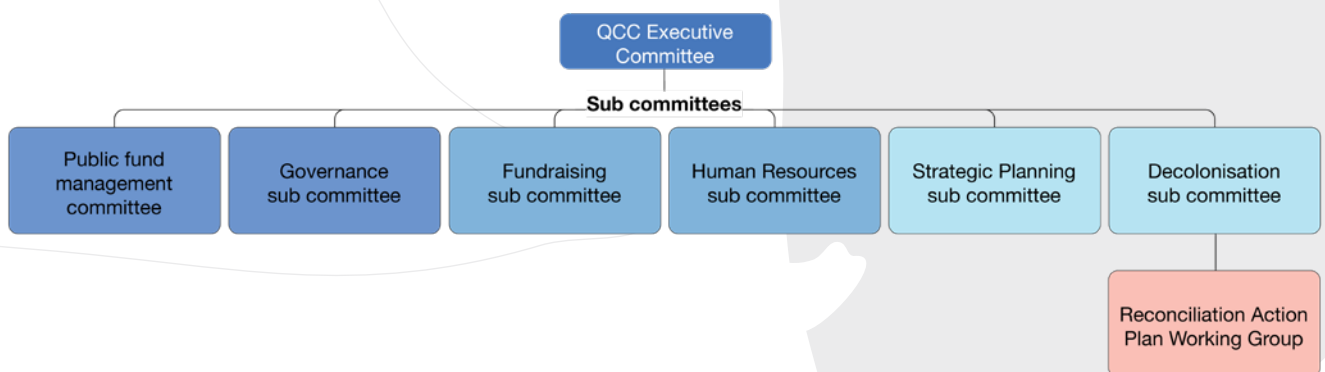 QCC Executive
Committee
Sub committees
Public fund
management
committee
Governance
sub committee
Fundraising
sub committee
Human Resources
sub committee
Strategic Planning
sub committee
Decolonisation
sub committee
Reconciliation Action
Plan Working Group